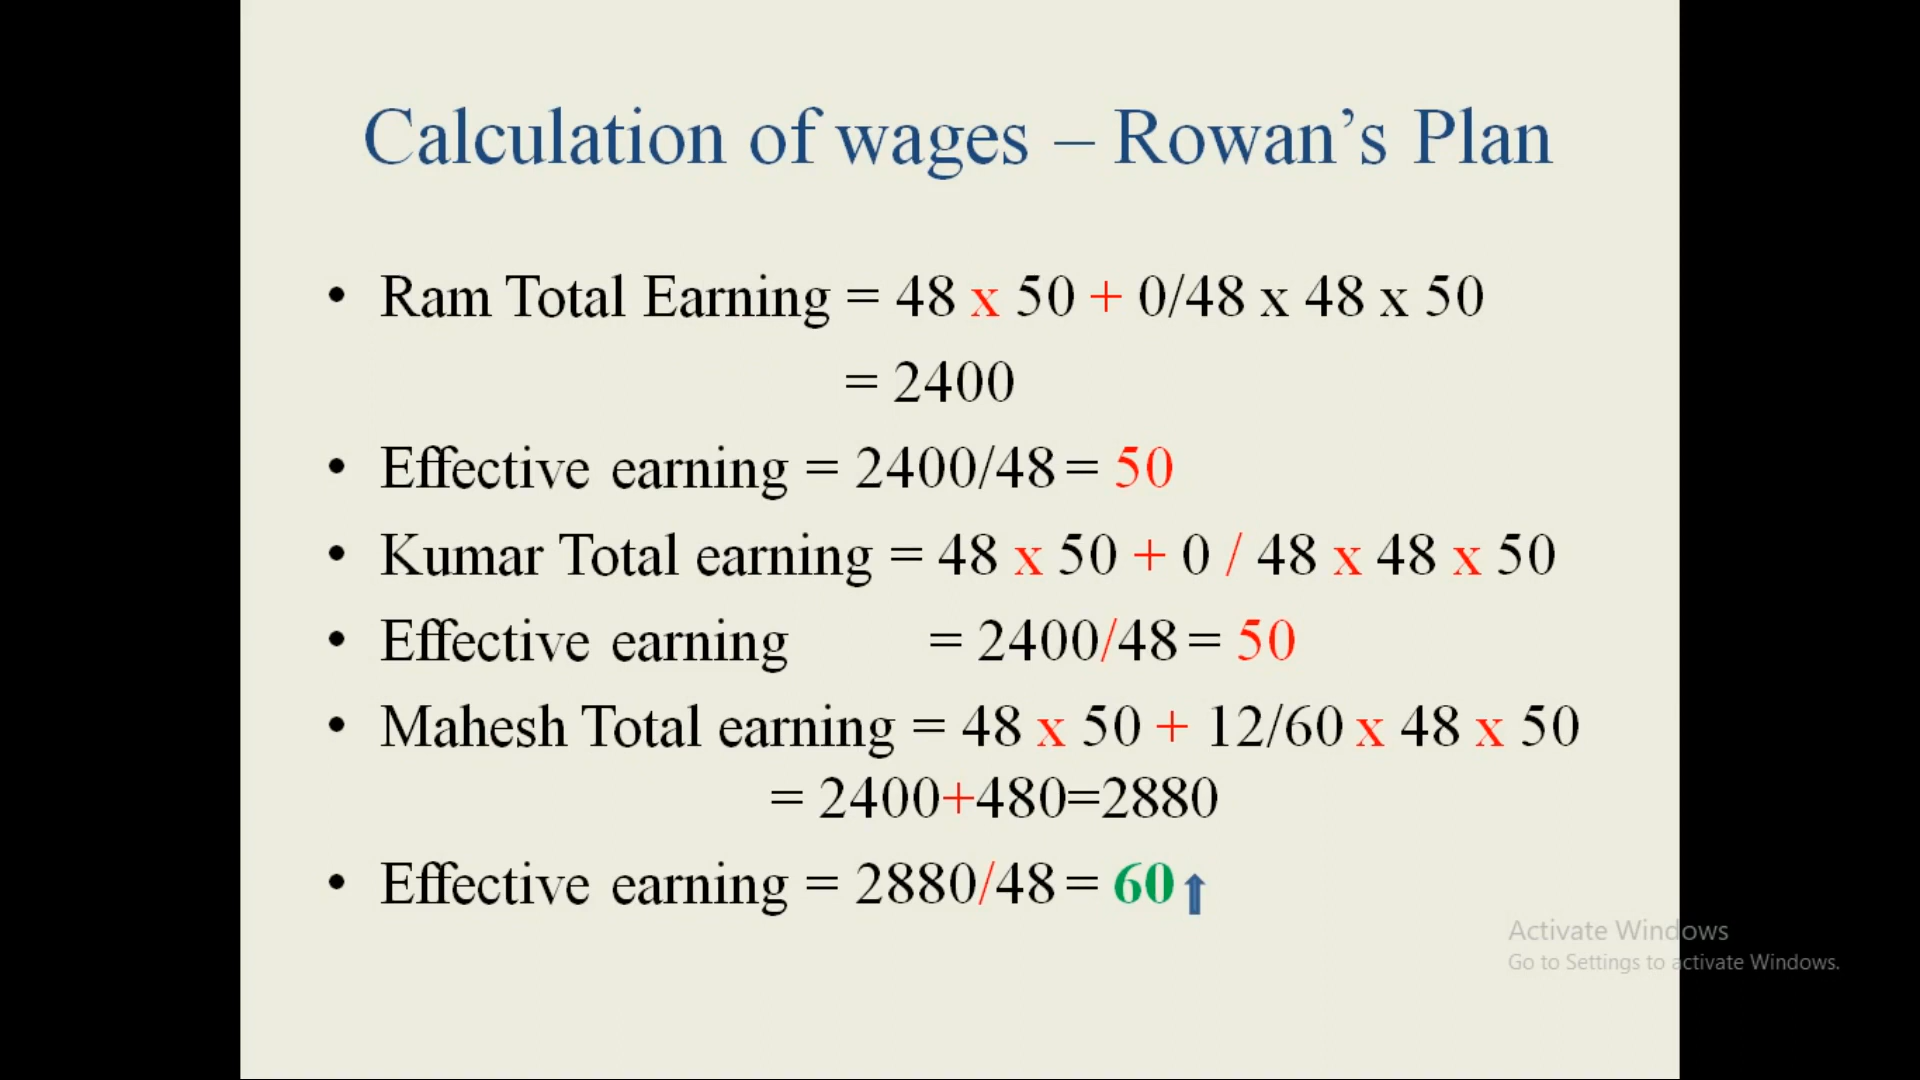 Calculation of wages – Rowan’s Plan
• Ram Total Earning = 48 x 50 + 0/48 x 48 x 50
= 2400
• Effective earning = 2400/48 = 50
• Kumar Total earning = 48 x 50 + 0 / 48 x 48 x 50
• Effective earning = 2400/48 = 50
• Mahesh Total earning = 48 x 50 + 12/60 x 48 x 50
= 2400+480=2880
• Effective earning = 2880/48 = 60
Activate Windows
Go to Settings to activate Windows.